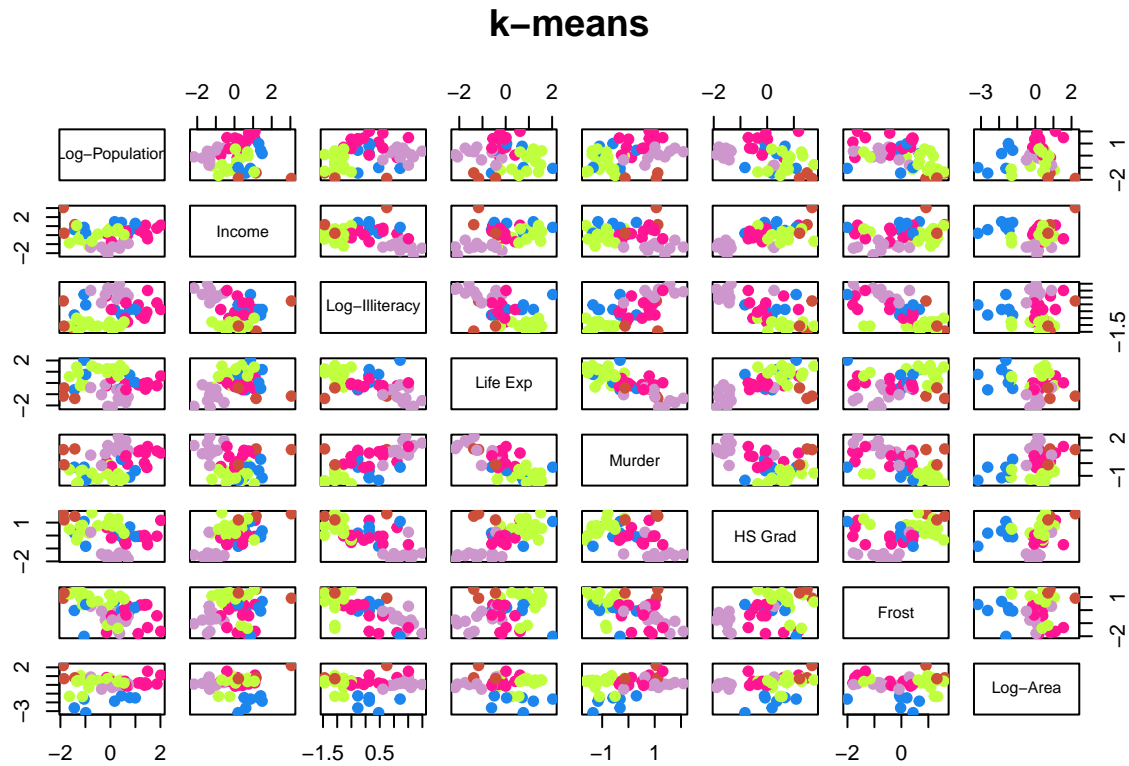 k−means
−2 0 2 −2 0 2 −2 0 −3 0 2
Log−Population
1
−2
2
−2
Income
Log−Illiteracy
−1.5
2
−2
Life Exp
Murder
2
−1
1
−2
HS Grad
Frost
1
−2
2
−3
Log−Area
−2 0 2 −1.5 0.5 −1 1 −2 0